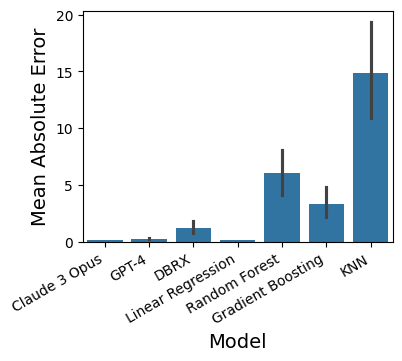 Mean Absolute Error
20
15
10
5
0
Claude 3 Opus
GPT-4
DBRX
Linear Regression
Random Forest
Gradient Boosting
KNN
Model